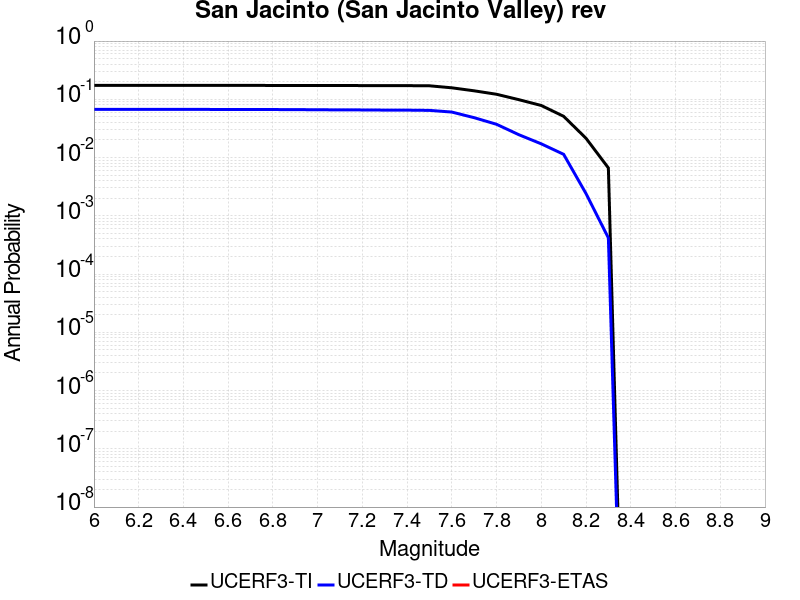 San Jacinto (San Jacinto Valley) rev
10^0
10^-1
10^-2
10^-3
10^-4
10^-5
10^-6
10^-7
10^-8
Annual Probability
6 6.2 6.4 6.6 6.8 7 7.2 7.4 7.6 7.8 8 8.2 8.4 8.6 8.8 9
Magnitude
UCERF3-TI UCERF3-TD UCERF3-ETAS